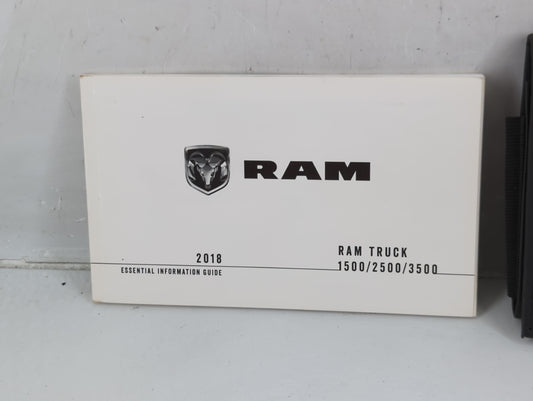 RAM
2018
ESSENTIAL INFORMATION GUIDE
RAM TRUCK
1500/2500/3500